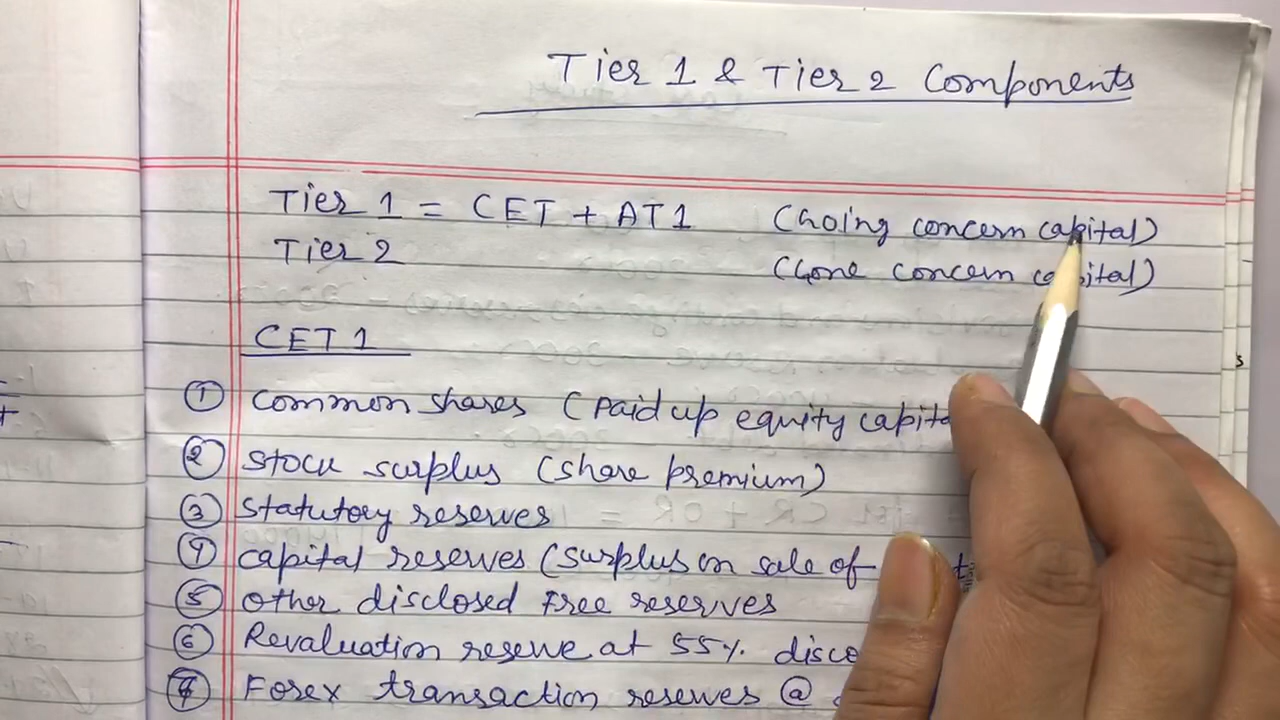 Tier 1 & Tier 2 Components
Tier 1 = CET + AT1 (Going concern capital)
Tier 2 (Gone concern capital)
CET 1
① Common shares (Paid up equity capita
② Stock surplus (share premium)
③ Statutory reserves
④ capital reserves (surplus on sale of
⑤ other disclosed Free reserves
⑥ Revaluation reserve at 55% disco
⑦ Forex transaction reserves @